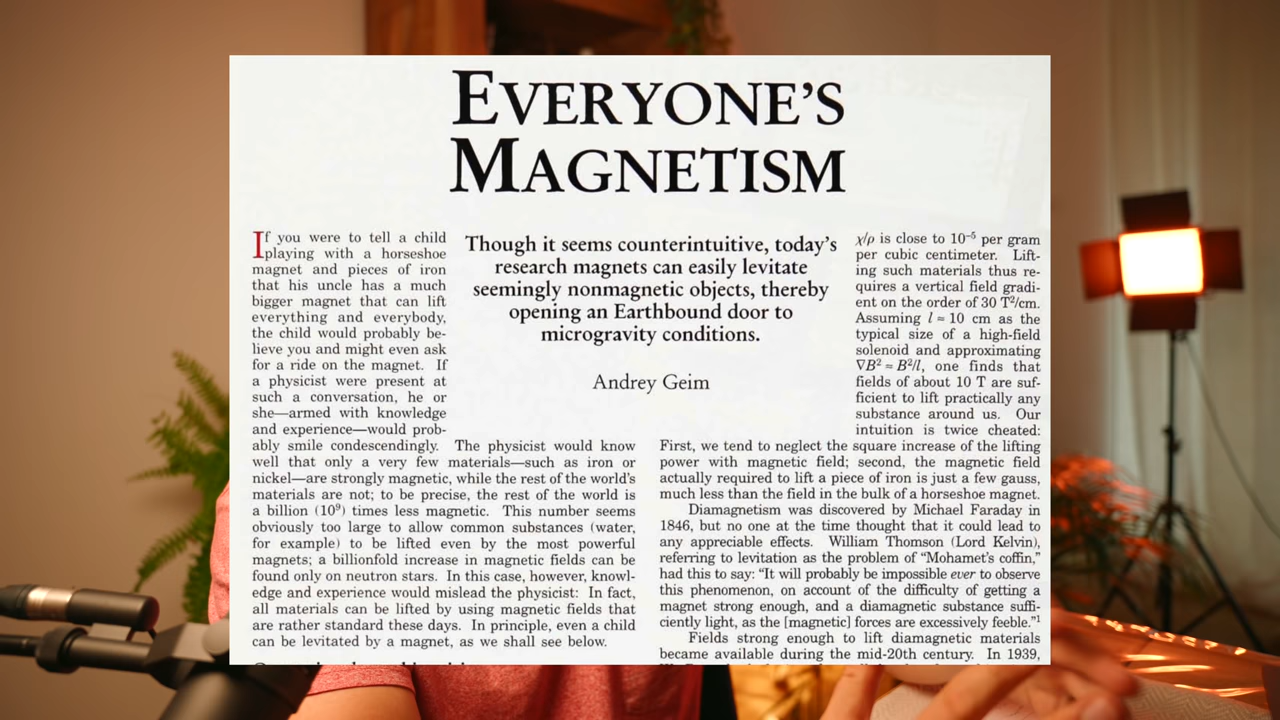 EVERYONE'S
MAGNETISM
Though it seems counterintuitive, today's
research magnets can easily levitate
seemingly nonmagnetic objects, thereby
opening an Earthbound door to
microgravity conditions.
Andrey Geim
If you were to tell a child
playing with a horseshoe
magnet and pieces of iron
that his uncle has a much
bigger magnet that can lift
everything and everybody,
the child would probably be-
lieve you and might even ask
for a ride on the magnet. If
a physicist were present at
such a conversation, he or
she—armed with knowledge
and experience—would prob-
ably smile condescendingly. The physicist would know
well that only a very few materials—such as iron or
nickel—are strongly magnetic, while the rest of the world's
materials are not; to be precise, the rest of the world is
a billion (10⁹) times less magnetic. This number seems
obviously too large to allow common substances (water,
for example) to be lifted even by the most powerful
magnets; a billionfold increase in magnetic fields can be
found only on neutron stars. In this case, however, knowl-
edge and experience would mislead the physicist: In fact,
all materials can be lifted by using magnetic fields that
are rather standard these days. In principle, even a child
can be levitated by a magnet, as we shall see below.
χ/ρ is close to 10⁻⁵ per gram
per cubic centimeter. Lift-
ing such materials thus re-
quires a vertical field gradi-
ent on the order of 30 T²/cm.
Assuming l ≈ 10 cm as the
typical size of a high-field
solenoid and approximating
∇B² ≈ B²/l, one finds that
fields of about 10 T are suf-
ficient to lift practically any
substance around us. Our
intuition is twice cheated:
First, we tend to neglect the square increase of the lifting
power with magnetic field; second, the magnetic field
actually required to lift a piece of iron is just a few gauss,
much less than the field in the bulk of a horseshoe magnet.
Diamagnetism was discovered by Michael Faraday in
1846, but no one at the time thought that it could lead to
any appreciable effects. William Thomson (Lord Kelvin),
referring to levitation as the problem of "Mohamet's coffin,"
had this to say: "It will probably be impossible ever to observe
this phenomenon, on account of the difficulty of getting a
magnet strong enough, and a diamagnetic substance suffi-
ciently light, as the [magnetic] forces are excessively feeble."¹
Fields strong enough to lift diamagnetic materials
became available during the mid-20th century. In 1939,